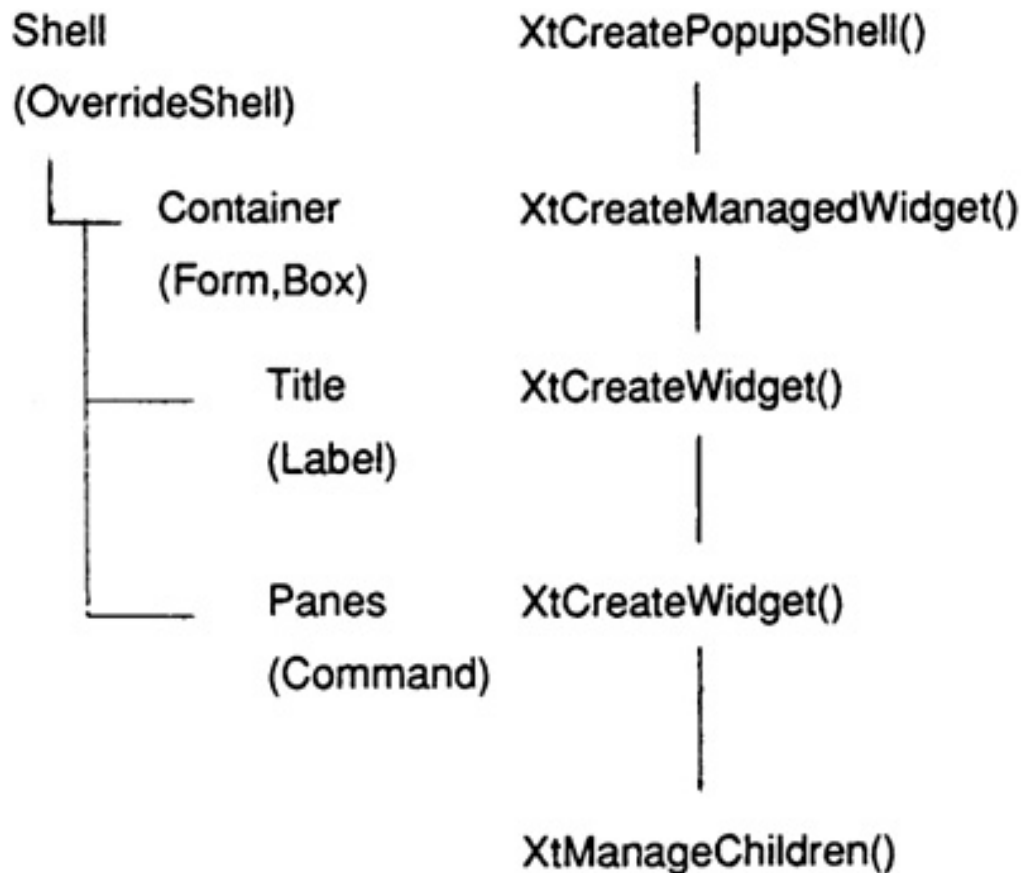 Shell
XtCreatePopupShell()
(OverrideShell)
Container
XtCreateManagedWidget()
(Form,Box)
Title
XtCreateWidget()
(Label)
Panes
XtCreateWidget()
(Command)
XtManageChildren()